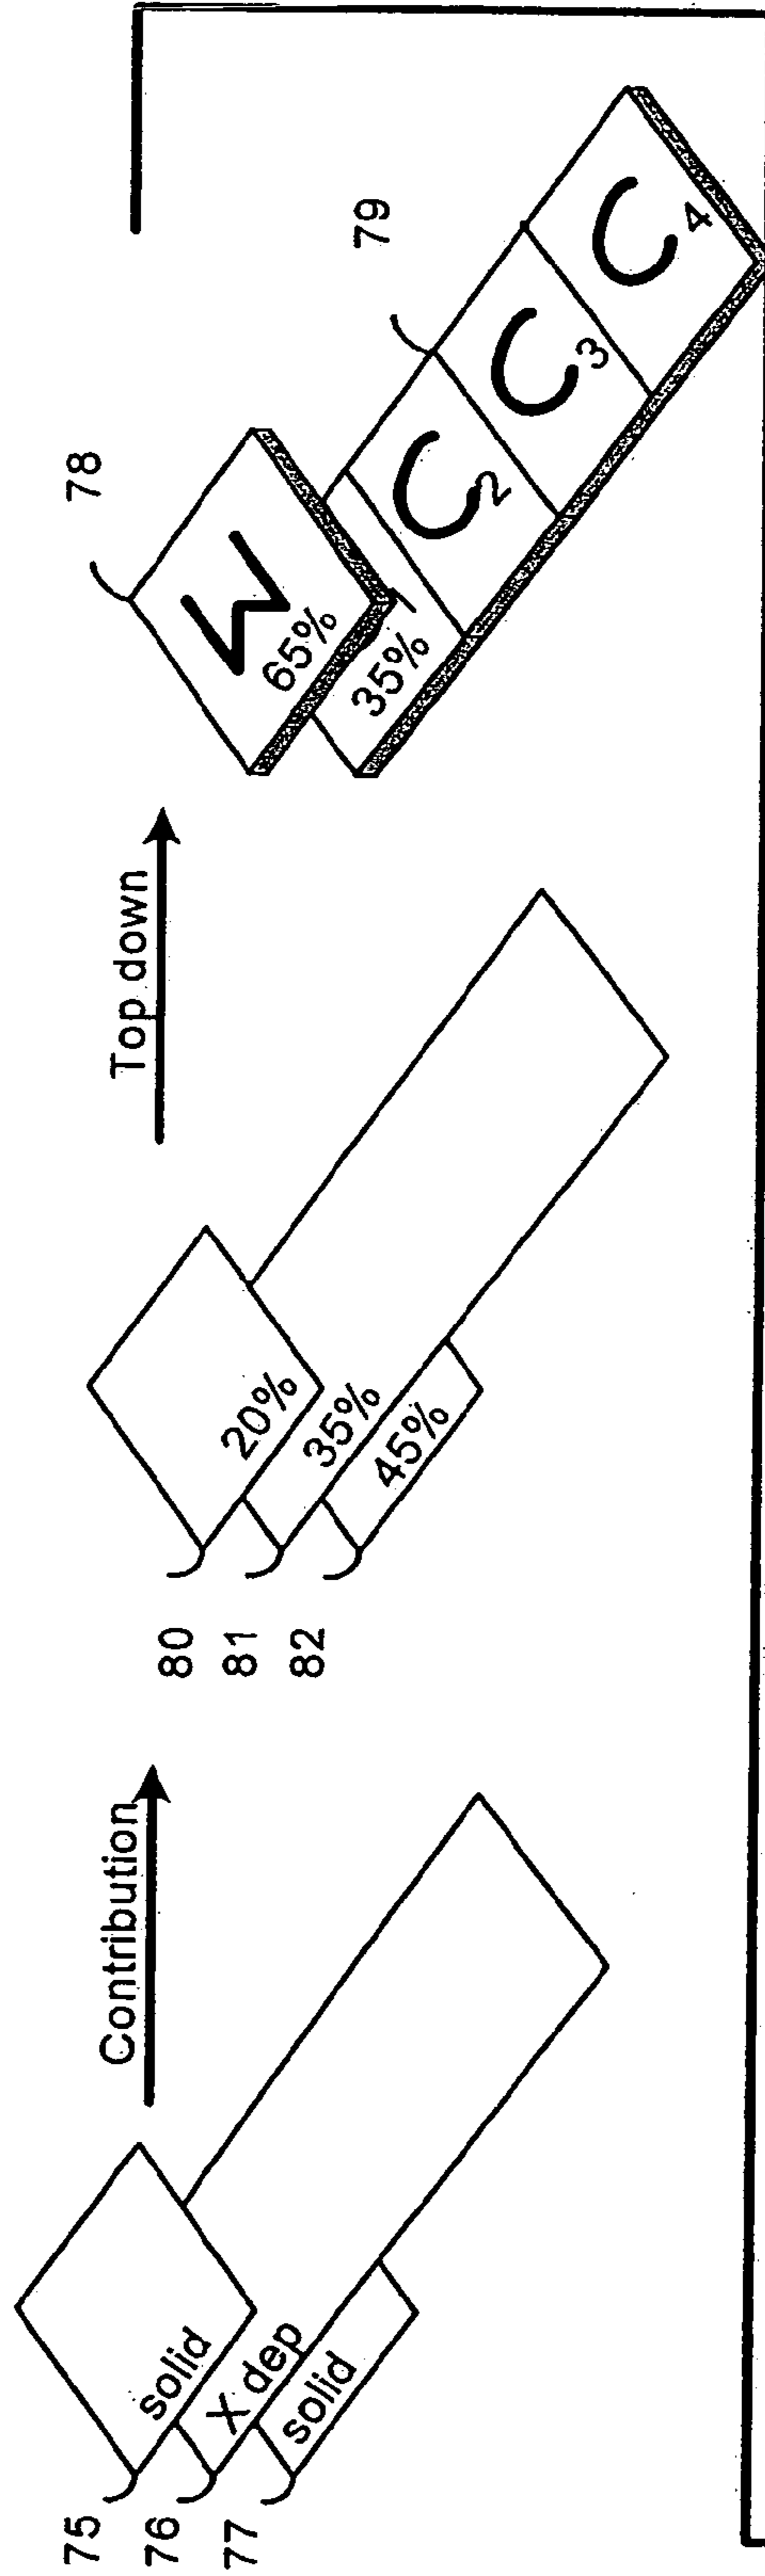 75
76
77
solid
X dep
solid
Contribution
80
81
82
20%
35%
45%
Top down
78
79
Σ
65%
35%
C2
C3
C4